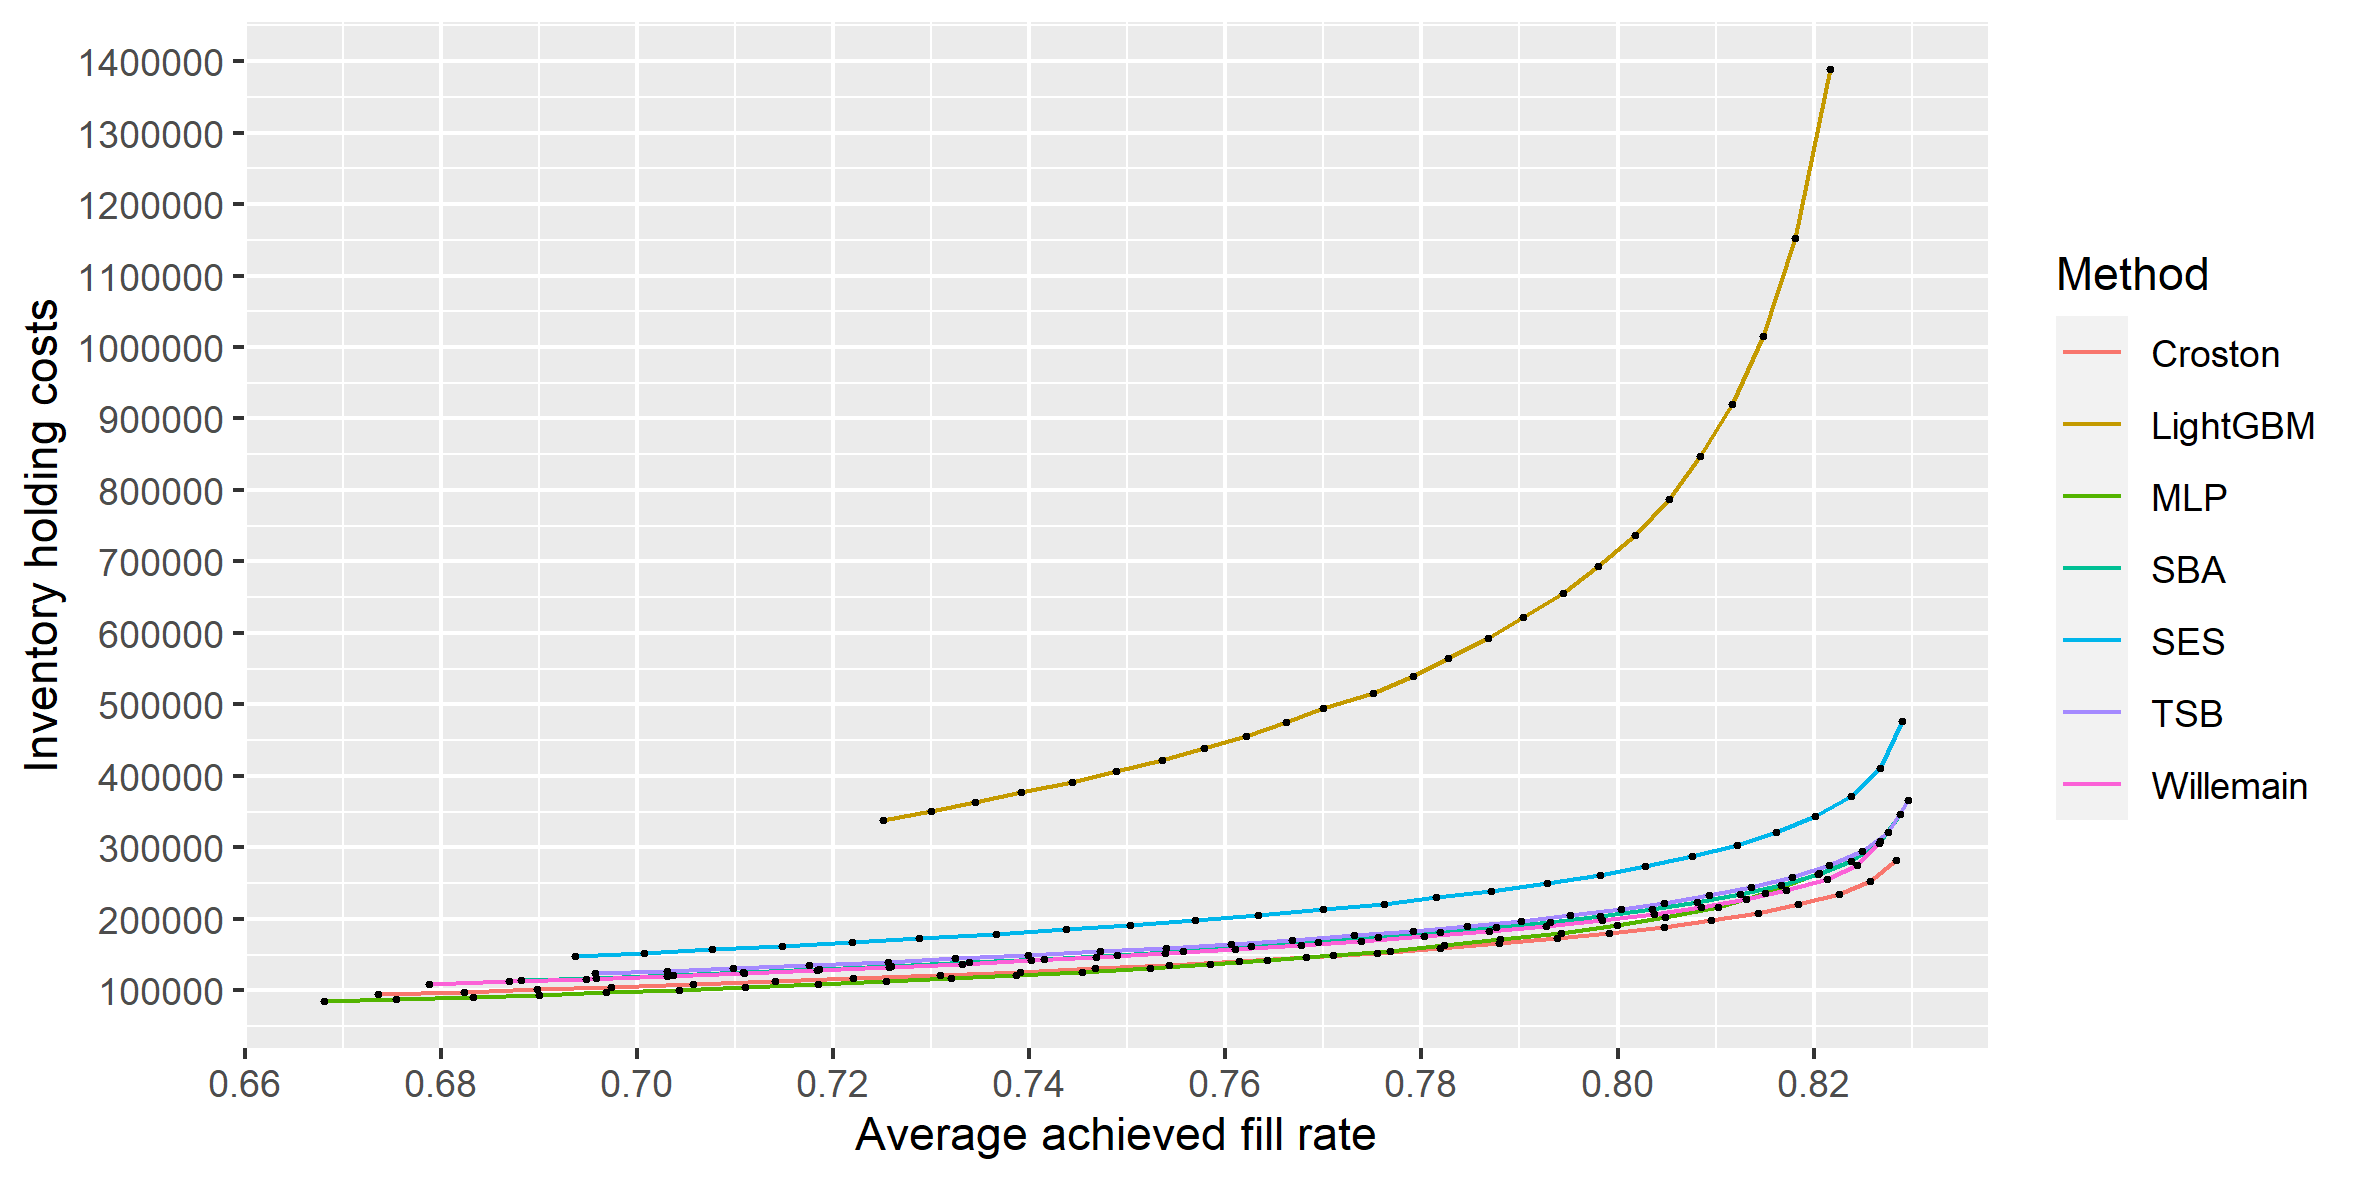 1400000
1300000
1200000
1100000
1000000
900000
800000
700000
600000
500000
400000
300000
200000
100000
Inventory holding costs
0.66 0.68 0.70 0.72 0.74 0.76 0.78 0.80 0.82
Average achieved fill rate
Method
Croston
LightGBM
MLP
SBA
SES
TSB
Willemain